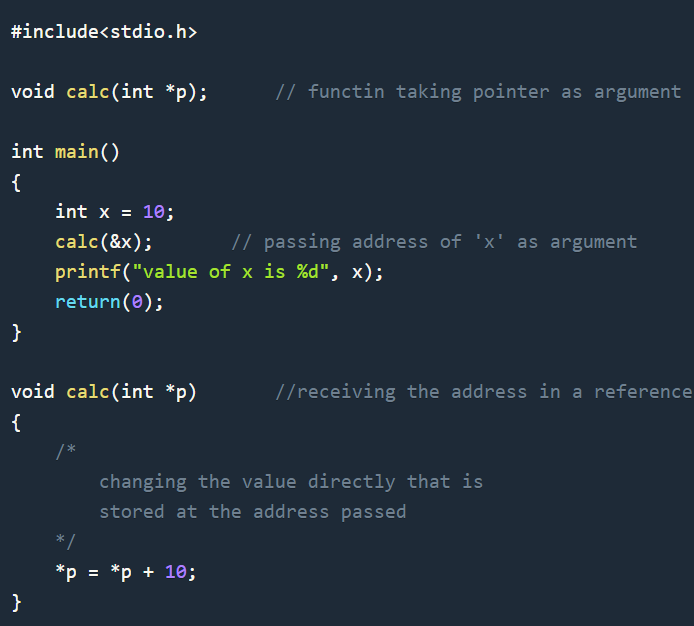 #include<stdio.h>
void calc(int *p);      // functin taking pointer as argument
int main()
{
    int x = 10;
    calc(&x);       // passing address of 'x' as argument
    printf("value of x is %d", x);
    return(0);
}
void calc(int *p)       //receiving the address in a reference
{
    /*
        changing the value directly that is
        stored at the address passed
    */
    *p = *p + 10;
}